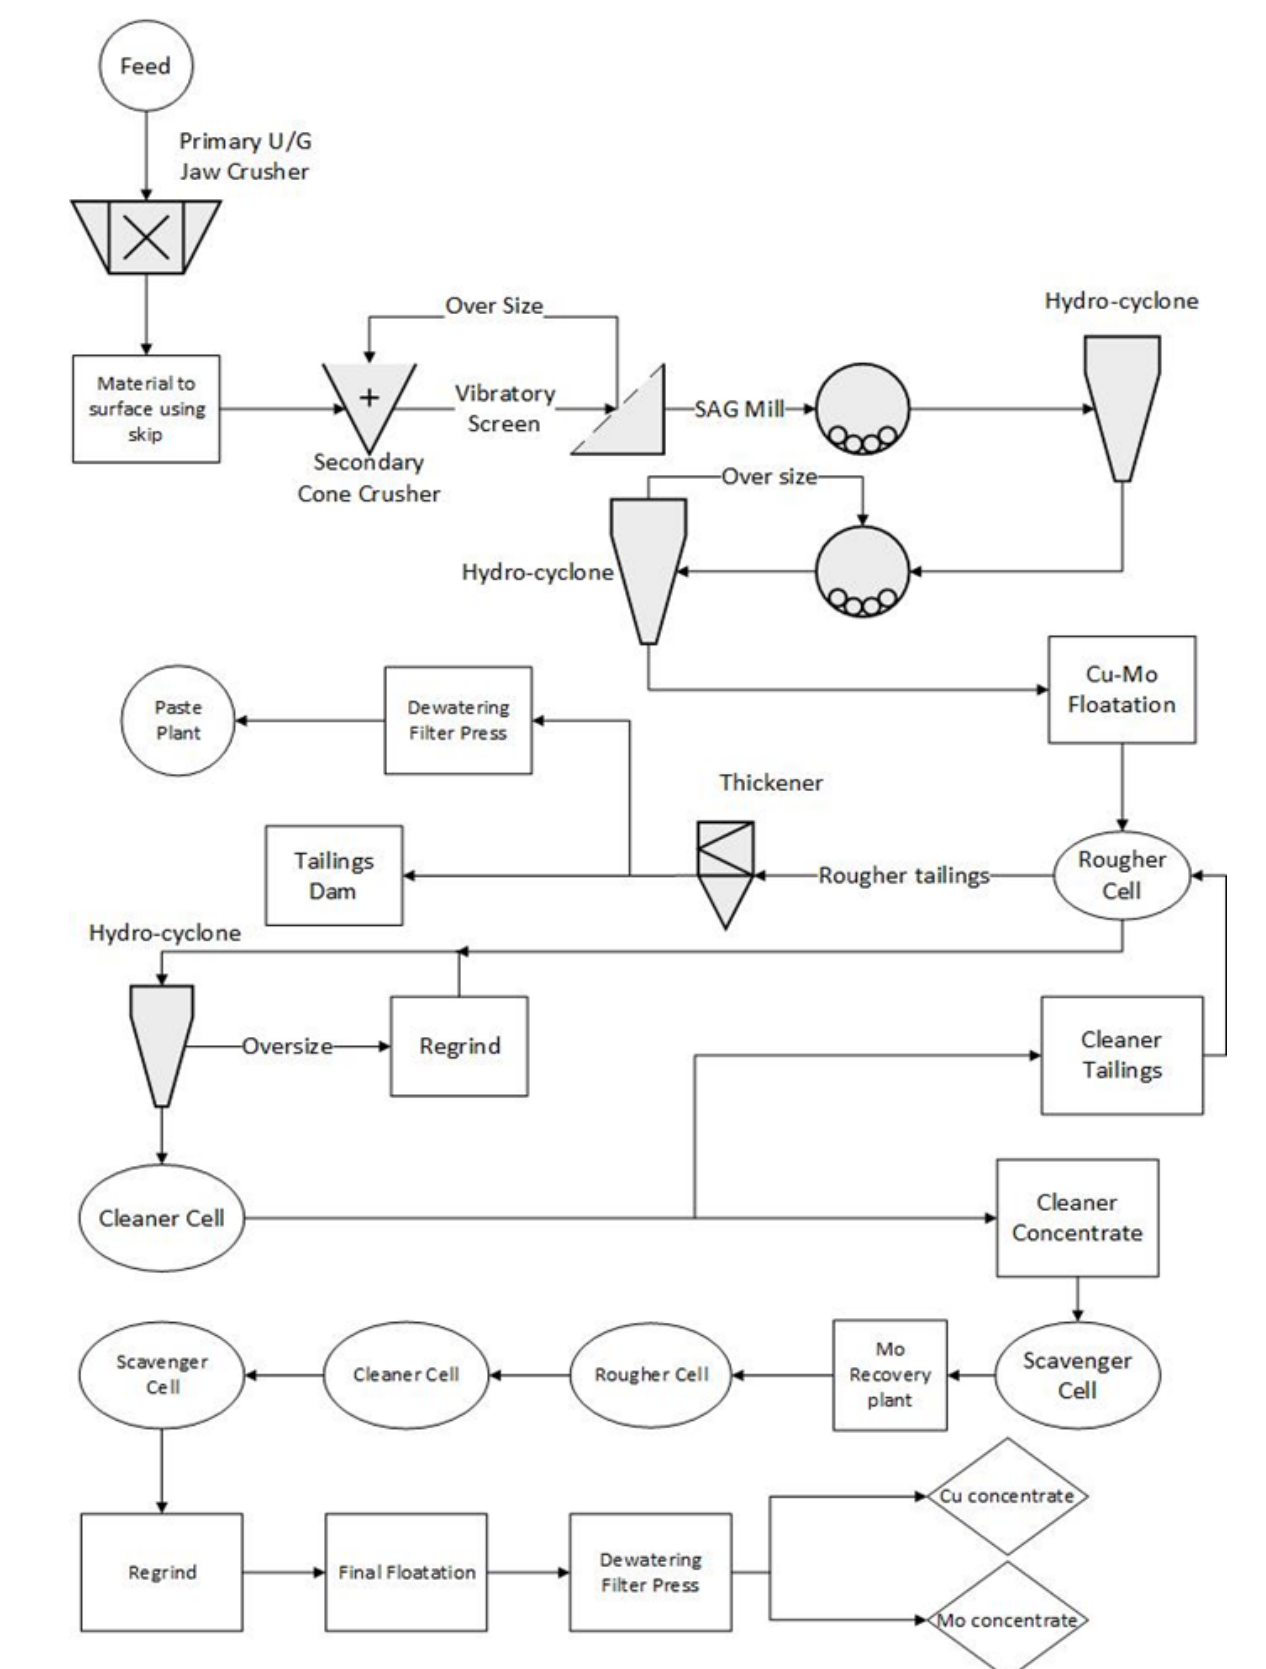 Feed
Primary U/G
Jaw Crusher
Hydro-cyclone
Over Size
Material to
surface using
skip
Vibratory
Screen
SAG Mill
Secondary
Cone Crusher
Over size
Hydro-cyclone
Cu-Mo
Floatation
Paste
Plant
Dewatering
Filter Press
Thickener
Tailings
Dam
Rougher tailings
Rougher
Cell
Hydro-cyclone
Oversize
Regrind
Cleaner
Tailings
Cleaner Cell
Cleaner
Concentrate
Scavenger
Cell
Cleaner Cell
Rougher Cell
Mo
Recovery
plant
Scavenger
Cell
Cu concentrate
Regrind
Final Floatation
Dewatering
Filter Press
Mo concentrate